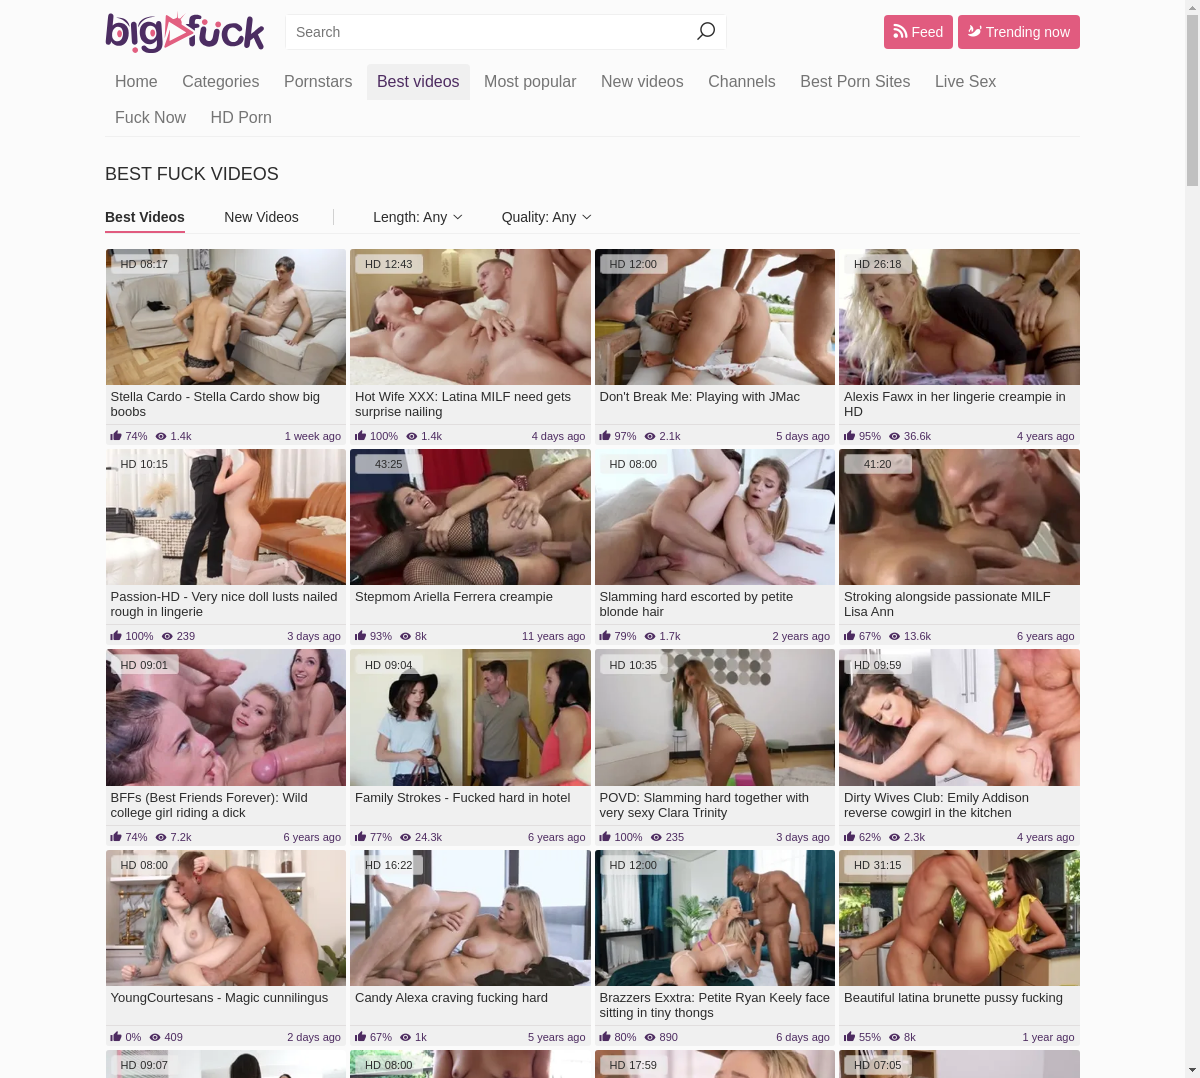 bigfuck
Search
Feed
Trending now
Home Categories Pornstars Best videos Most popular New videos Channels Best Porn Sites Live Sex
Fuck Now HD Porn
BEST FUCK VIDEOS
Best Videos New Videos Length: Any Quality: Any
HD 08:17
HD 12:43
HD 12:00
HD 26:18
Stella Cardo - Stella Cardo show big
boobs
74% 1.4k 1 week ago
Hot Wife XXX: Latina MILF need gets
surprise nailing
100% 1.4k 4 days ago
Don't Break Me: Playing with JMac
97% 2.1k 5 days ago
Alexis Fawx in her lingerie creampie in
HD
95% 36.6k 4 years ago
HD 10:15
43:25
HD 08:00
41:20
Passion-HD - Very nice doll lusts nailed
rough in lingerie
100% 239 3 days ago
Stepmom Ariella Ferrera creampie
93% 8k 11 years ago
Slamming hard escorted by petite
blonde hair
79% 1.7k 2 years ago
Stroking alongside passionate MILF
Lisa Ann
67% 13.6k 6 years ago
HD 09:01
HD 09:04
HD 10:35
HD 09:59
BFFs (Best Friends Forever): Wild
college girl riding a dick
74% 7.2k 6 years ago
Family Strokes - Fucked hard in hotel
77% 24.3k 6 years ago
POVD: Slamming hard together with
very sexy Clara Trinity
100% 235 3 days ago
Dirty Wives Club: Emily Addison
reverse cowgirl in the kitchen
62% 2.3k 4 years ago
HD 08:00
HD 16:22
HD 12:00
HD 31:15
YoungCourtesans - Magic cunnilingus
0% 409 2 days ago
Candy Alexa craving fucking hard
67% 1k 5 years ago
Brazzers Exxtra: Petite Ryan Keely face
sitting in tiny thongs
80% 890 6 days ago
Beautiful latina brunette pussy fucking
55% 8k 1 year ago
HD 09:07
HD 08:00
HD 17:59
HD 07:05